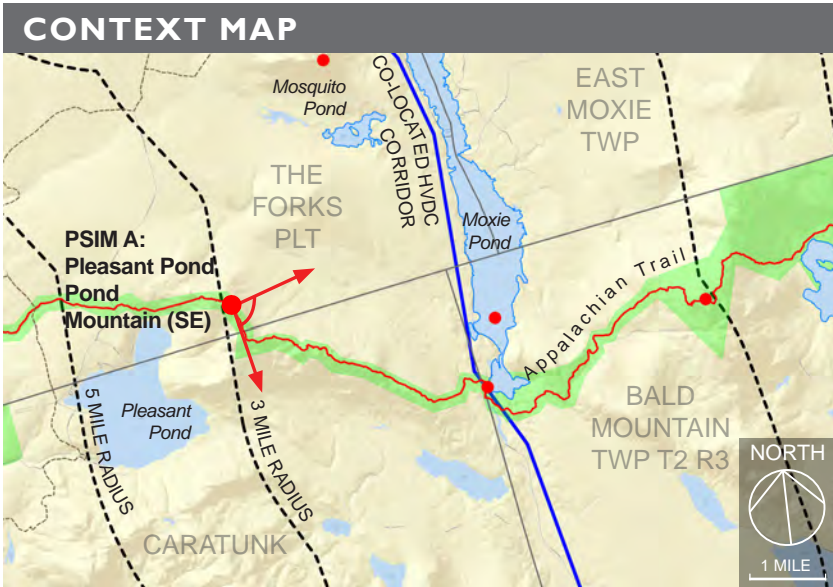 CONTEXT MAP
Mosquito
Pond
CO-LOCATED HVDC
CORRIDOR
EAST
MOXIE
TWP
THE
FORKS
PLT
Moxie
Pond
PSIM A:
Pleasant Pond
Pond
Mountain (SE)
Appalachian Trail
5 MILE RADIUS
Pleasant
Pond
3 MILE RADIUS
BALD
MOUNTAIN
TWP T2 R3
CARATUNK
NORTH
1 MILE